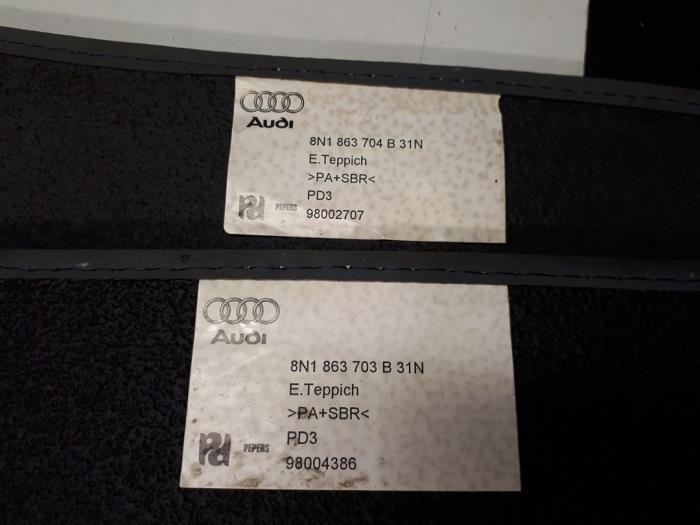 Audi
8N1 863 704 B 31N
E.Teppich
>PA+SBR<
PD3
PEPERS 98002707
Audi
8N1 863 703 B 31N
E.Teppich
>PA+SBR<
PD3
PEPERS
98004386